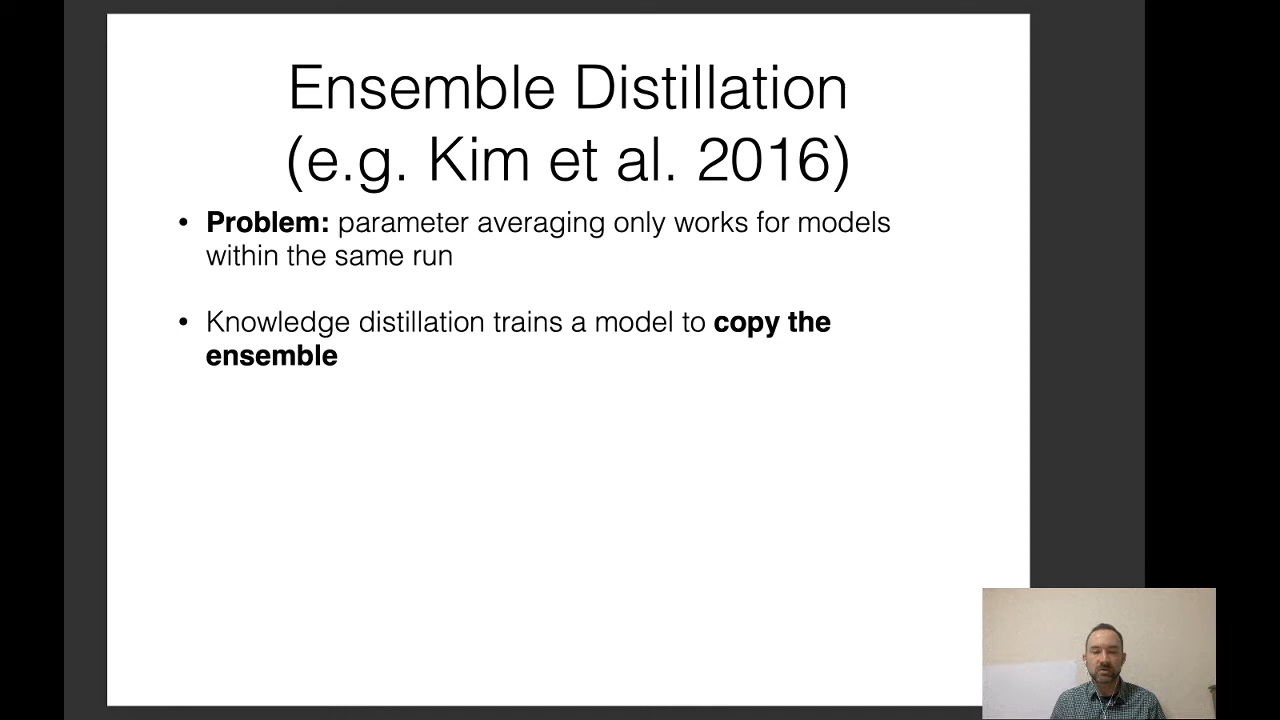 Ensemble Distillation
(e.g. Kim et al. 2016)
• Problem: parameter averaging only works for models
within the same run
• Knowledge distillation trains a model to copy the
ensemble